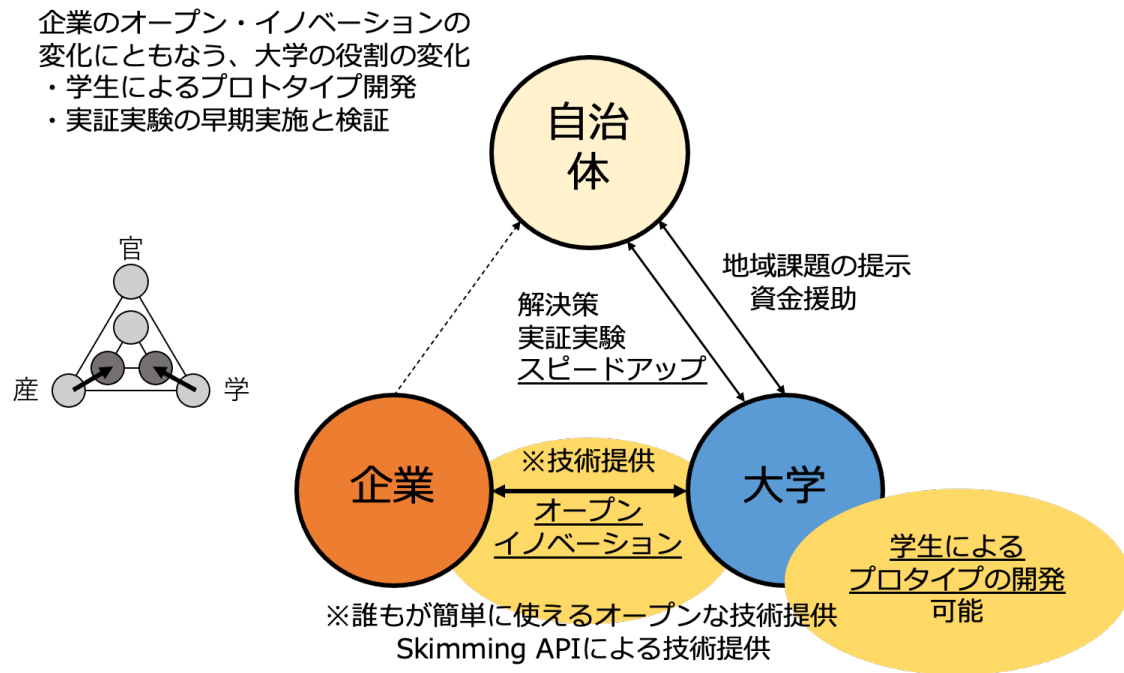 企業のオープン・イノベーションの
変化にともなう、大学の役割の変化
・学生によるプロトタイプ開発
・実証実験の早期実施と検証
自治
体
官
産
学
地域課題の提示
資金援助
解決策
実証実験
スピードアップ
企業
※技術提供
オープン
イノベーション
大学
学生による
プロタイプの開発
可能
※誰もが簡単に使えるオープンな技術提供
Skimming APIによる技術提供